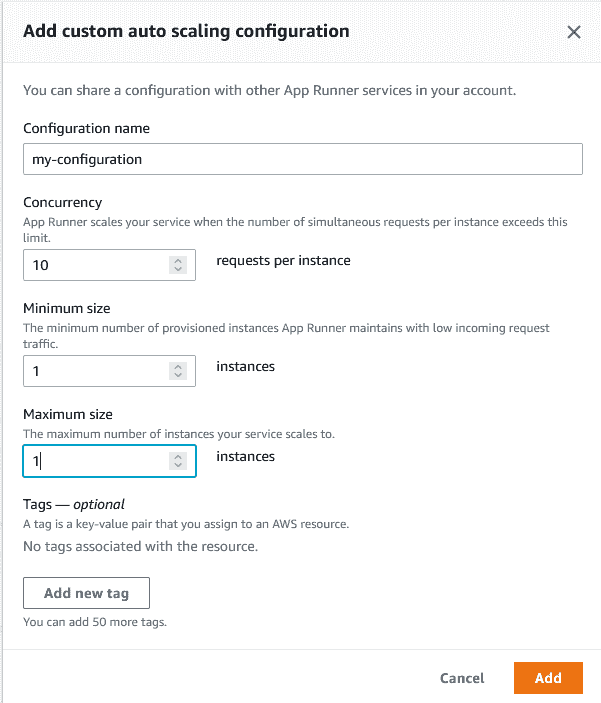 Add custom auto scaling configuration
You can share a configuration with other App Runner services in your account.
Configuration name
my-configuration
Concurrency
App Runner scales your service when the number of simultaneous requests per instance exceeds this
limit.
10 requests per instance
Minimum size
The minimum number of provisioned instances App Runner maintains with low incoming request
traffic.
1 instances
Maximum size
The maximum number of instances your service scales to.
1 instances
Tags — optional
A tag is a key-value pair that you assign to an AWS resource.
No tags associated with the resource.
Add new tag
You can add 50 more tags.
Cancel Add